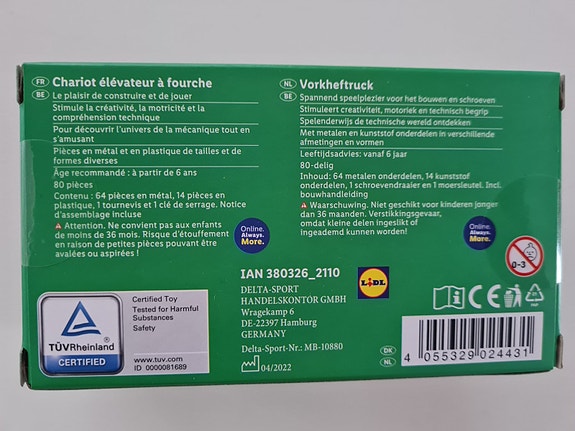 FR BE Chariot élévateur à fourche
Le plaisir de construire et de jouer
Stimule la créativité, la motricité et la
compréhension technique
Pour découvrir l'univers de la mécanique tout en
s'amusant
Pièces en métal et en plastique de tailles et de
formes diverses
Âge recommandé : à partir de 6 ans
80 pièces
Contenu : 64 pièces en métal, 14 pièces en
plastique, 1 tournevis et 1 clé de serrage. Notice
d'assemblage incluse
Attention. Ne convient pas aux enfants
de moins de 36 mois. Risque d'étouffement
en raison de petites pièces pouvant être
avalées ou aspirées !
Online.
Always.
More.
NL BE Vorkheftruck
Spannend speelplezier voor het bouwen en schroeven
Stimuleert creativiteit, motoriek en technisch begrip
Spelenderwijs de technische wereld ontdekken
Met metalen en kunststof onderdelen in verschillende
afmetingen en vormen
Leeftijdsadvies: vanaf 6 jaar
80-delig
Inhoud: 64 metalen onderdelen, 14 kunststof
onderdelen, 1 schroevendraaier en 1 moersleutel. Incl.
bouwhandleiding
Waarschuwing. Niet geschikt voor kinderen jonger
dan 36 maanden. Verstikkingsgevaar,
omdat kleine delen ingeslikt of
ingeademd kunnen worden!
Online.
Always.
More.
0-3
IAN 380326_2110
LIDL
DELTA-SPORT
HANDELSKONTOR GMBH
Wragekamp 6
DE-22397 Hamburg
GERMANY
Delta-Sport-Nr.: MB-10880
04/2022
TÜVRheinland
CERTIFIED
Certified Toy
Tested for Harmful
Substances
Safety
www.tuv.com
ID 0000081689
CE
21
PAP
DK
NL
4 055329 024431